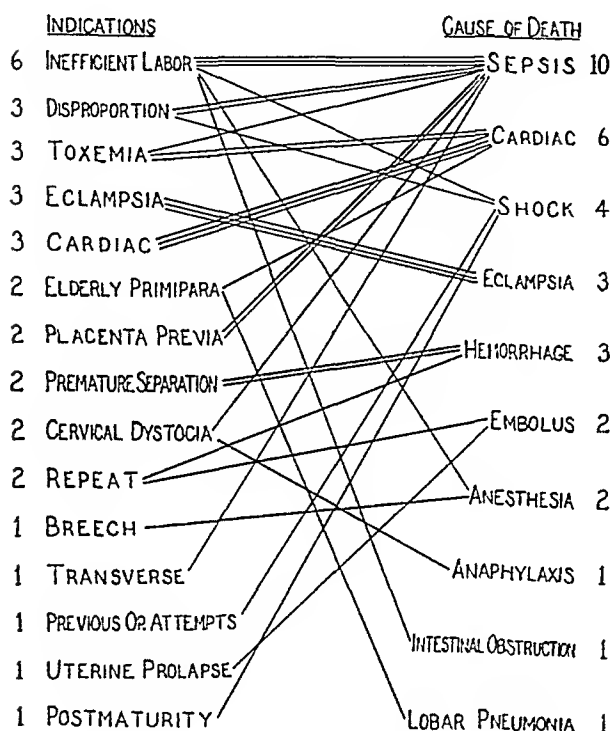 INDICATIONS
6 INEFFICIENT LABOR
3 DISPROPORTION
3 TOXEMIA
3 ECLAMPSIA
3 CARDIAC
2 ELDERLY PRIMIPARA
2 PLACENTA PREVIA
2 PREMATURE SEPARATION
2 CERVICAL DYSTOCIA
2 REPEAT
1 BREECH
1 TRANSVERSE
1 PREVIOUS OP. ATTEMPTS
1 UTERINE PROLAPSE
1 POSTMATURITY
CAUSE OF DEATH
SEPSIS 10
CARDIAC 6
SHOCK 4
ECLAMPSIA 3
HEMORRHAGE 3
EMBOLUS 2
ANESTHESIA 2
ANAPHYLAXIS 1
INTESTINAL OBSTRUCTION 1
LOBAR PNEUMONIA 1